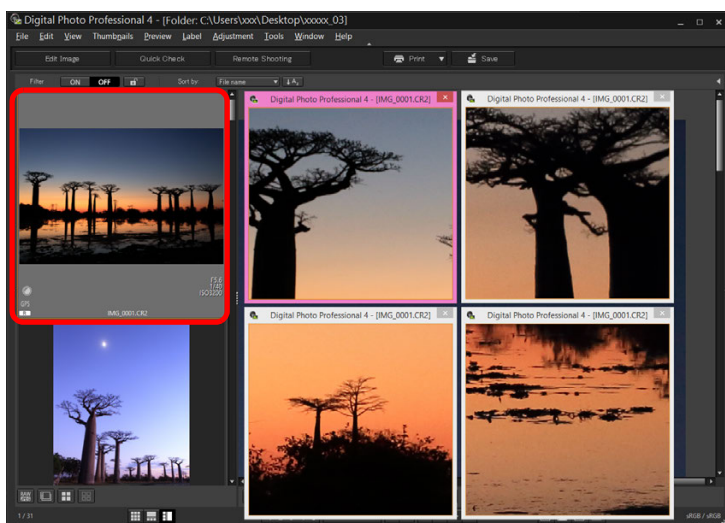 Digital Photo Professional 4 - [Folder: C:\Users\xxx\Desktop\xxxxx_03]
File Edit View Thumbnails Preview Label Adjustment Tools Window Help
Edit Image Quick Check Remote Shooting Print Save
Filter ON OFF Sort by File name
Digital Photo Professional 4 - [IMG_0001.CR2]
Digital Photo Professional 4 - [IMG_0001.CR2]
F5.6
1/40
ISO3200
GPS
R IMG_0001.CR2
Digital Photo Professional 4 - [IMG_0001.CR2]
Digital Photo Professional 4 - [IMG_0001.CR2]
1 / 31
sRGB / sRGB